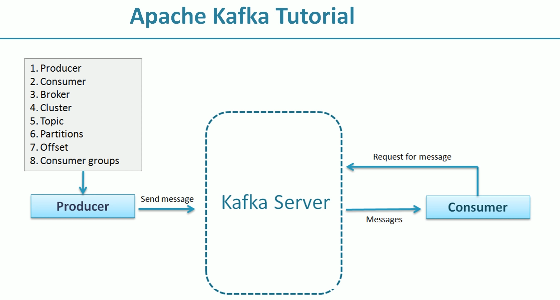 Apache Kafka Tutorial
1. Producer
2. Consumer
3. Broker
4. Cluster
5. Topic
6. Partitions
7. Offset
8. Consumer groups
Producer
Send message
Kafka Server
Request for message
Messages
Consumer